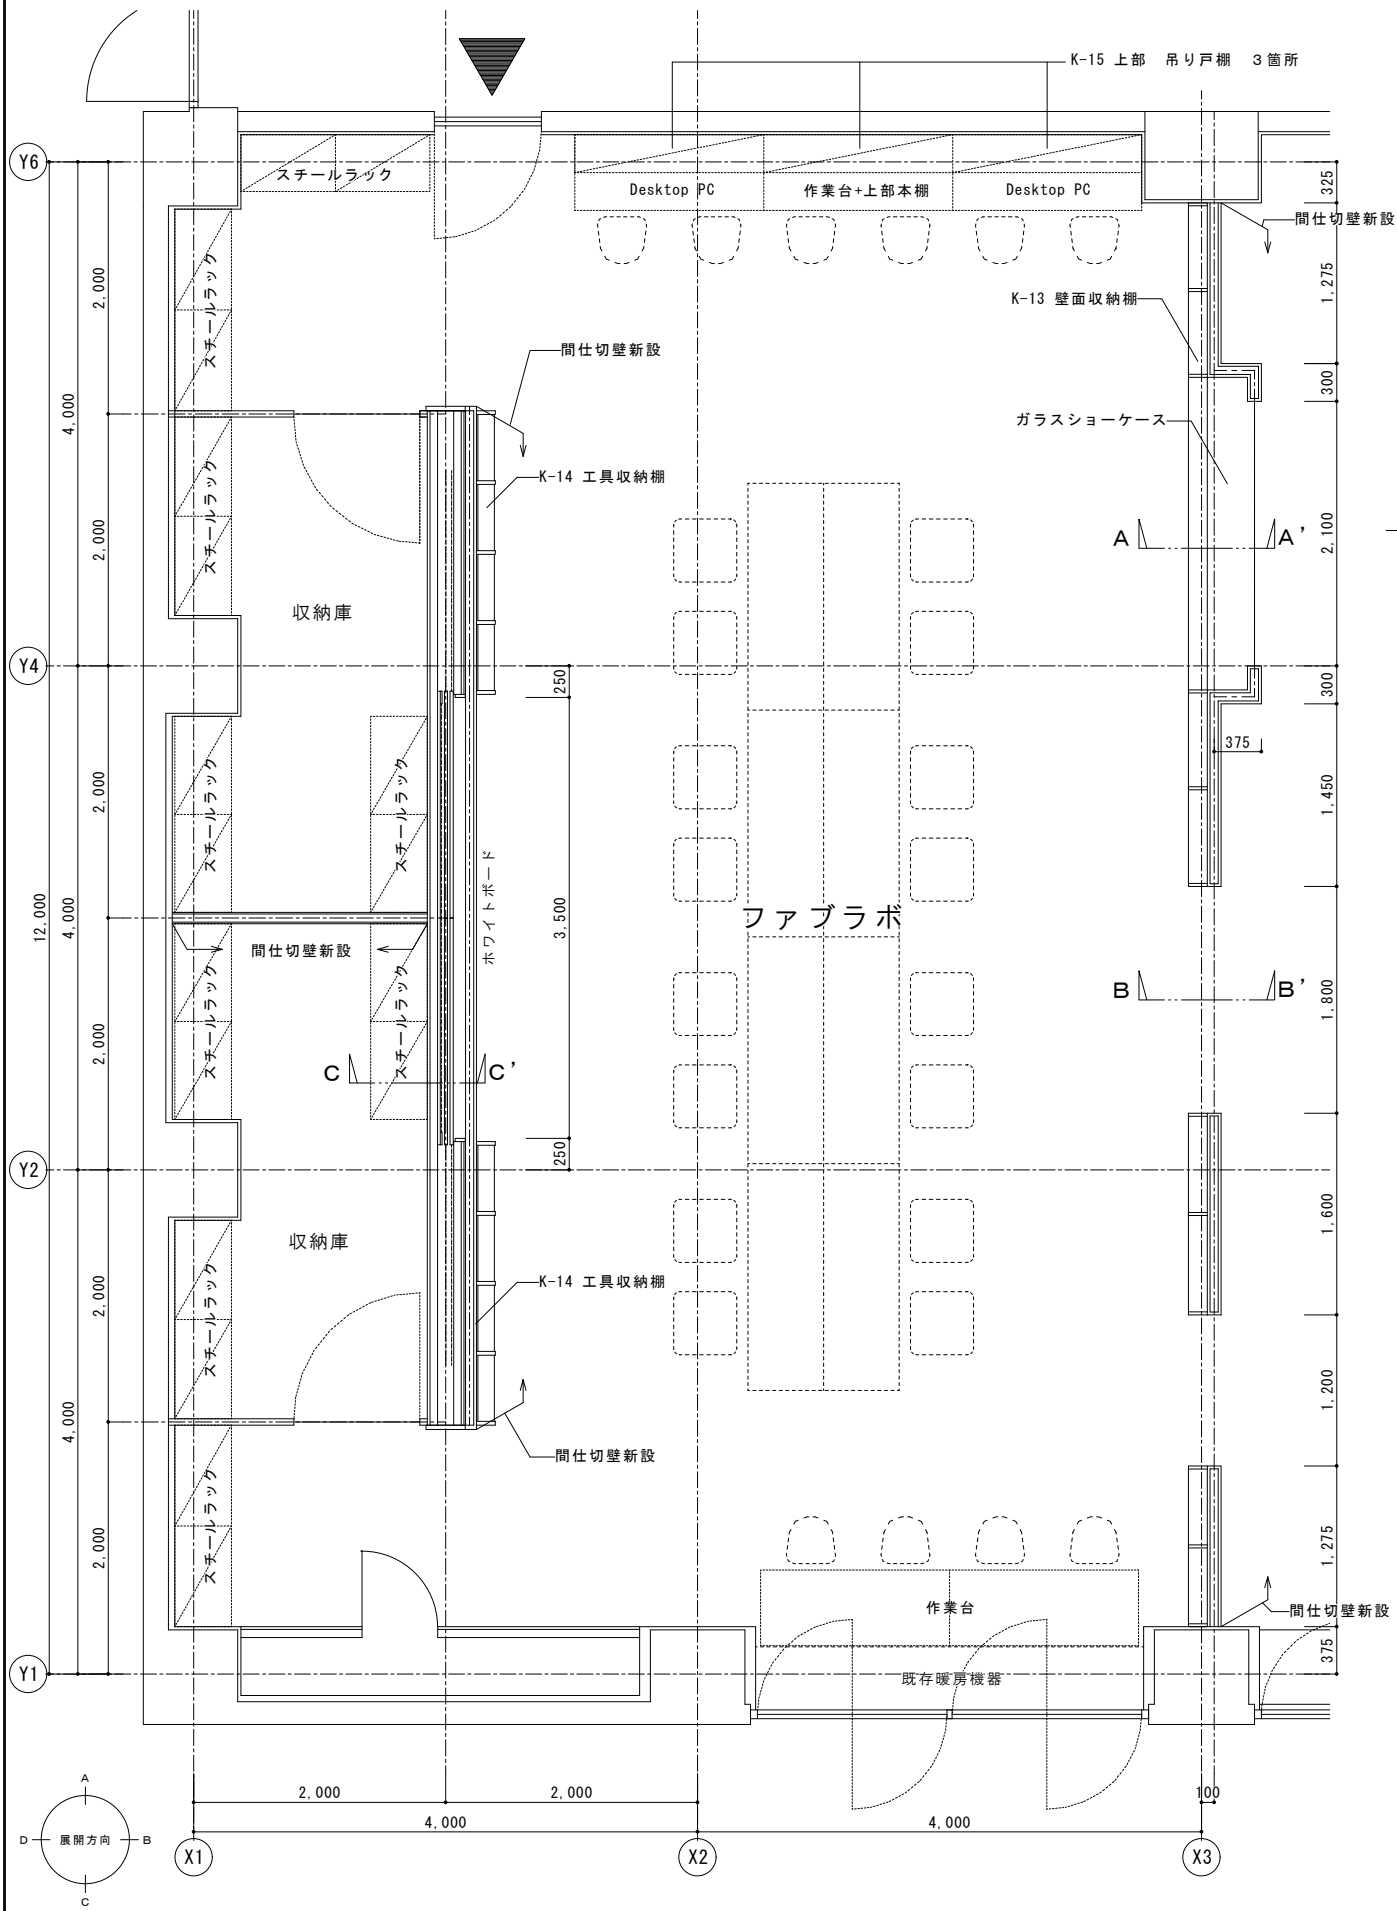 K-15 上部　吊り戸棚　３箇所
Y6
スチールラック
Desktop PC
作業台+上部本棚
Desktop PC
325
間仕切壁新設
スチールラック
2,000
1,275
K-13 壁面収納棚
間仕切壁新設
300
4,000
ガラスショーケース
K-14 工具収納棚
スチールラック
2,000
A
A'
2,100
収納庫
Y4
250
300
375
スチールラック
スチールラック
2,000
1,450
ホワイトボード
12,000
4,000
3,500
ファブラボ
間仕切壁新設
B
B'
1,800
スチールラック
スチールラック
2,000
C
C'
250
Y2
1,600
収納庫
K-14 工具収納棚
スチールラック
2,000
1,200
4,000
間仕切壁新設
スチールラック
2,000
1,275
作業台
間仕切壁新設
375
Y1
既存暖房機器
2,000
2,000
100
4,000
4,000
A
D
展開方向
B
C
X1
X2
X3